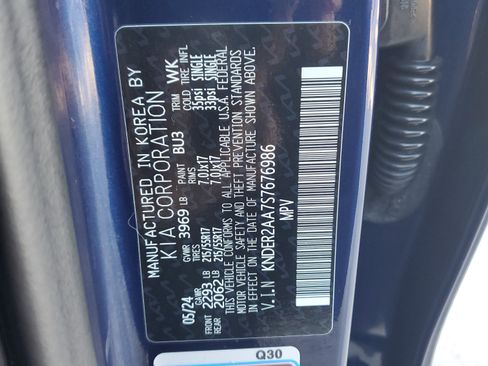 MANUFACTURED IN KOREA BY
KIA CORPORATION
05/24 GVWR 3969 LB PAINT BU3 TRIM WK
TIRES RIMS COLD TIRE INFL
FRONT 2293 LB 215/55R17 7.0Jx17 33psi SINGLE
REAR 2062 LB 215/55R17 7.0Jx17 33psi SINGLE
THIS VEHICLE CONFORMS TO ALL APPLICABLE U.S.A. FEDERAL
MOTOR VEHICLE SAFETY AND THEFT PREVENTION STANDARDS
IN EFFECT ON THE DATE OF MANUFACTURE SHOWN ABOVE.
V.I.N KNDER2AA7S7676986
MPV
Q30